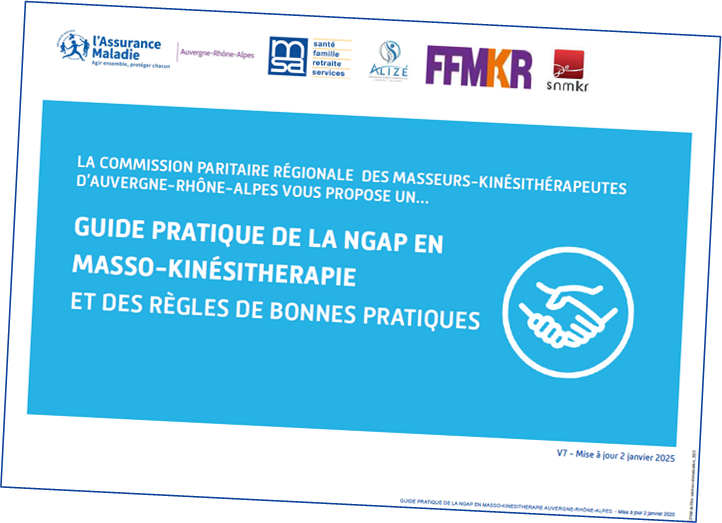 l'Assurance
Maladie
Agir ensemble, protéger chacun
Auvergne-Rhône-Alpes
msa
santé
famille
retraite
services
ALIZÉ
FFMKR
snmkr
LA COMMISSION PARITAIRE RÉGIONALE DES MASSEURS-KINÉSITHÉRAPEUTES
D'AUVERGNE-RHÔNE-ALPES VOUS PROPOSE UN...
GUIDE PRATIQUE DE LA NGAP EN
MASSO-KINÉSITHERAPIE
ET DES RÈGLES DE BONNES PRATIQUES
V7 - Mise à jour 2 janvier 2025
GUIDE PRATIQUE DE LA NGAP EN MASSO-KINESITHERAPIE AUVERGNE-RHÔNE-ALPES - Mise à jour 2 janvier 2025